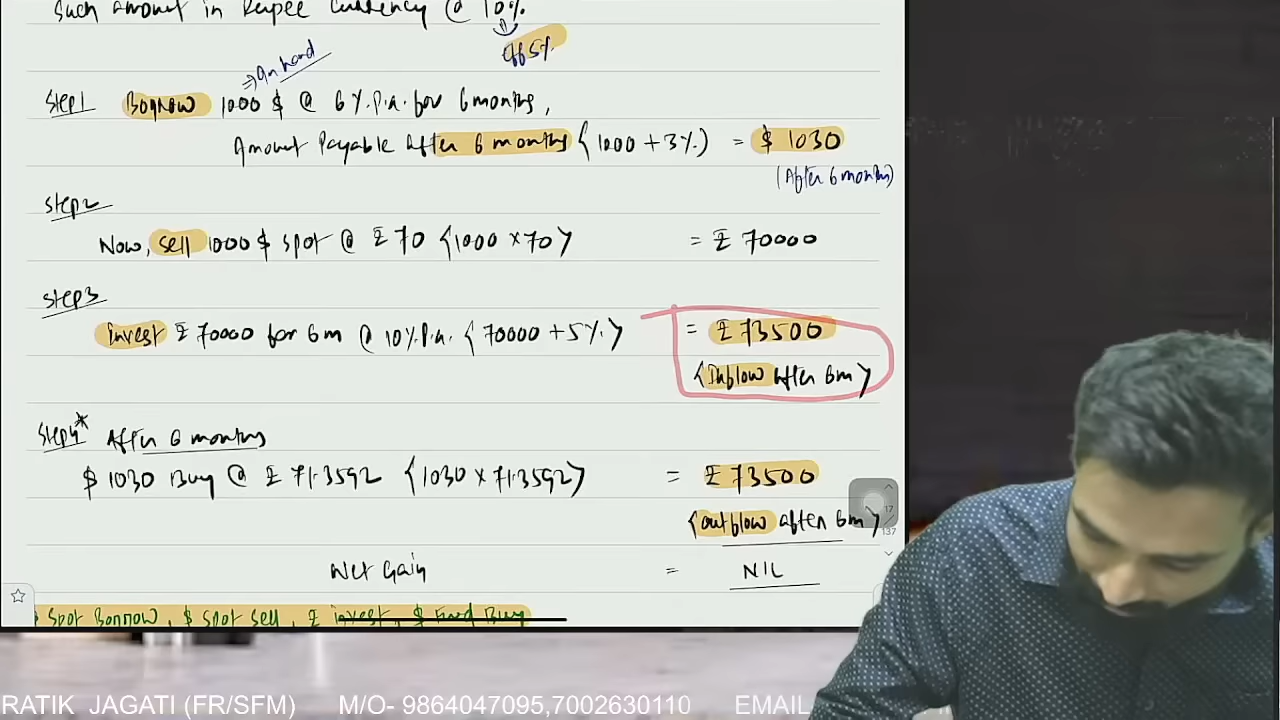 Such amount in Rupee Currency @ 10%
eff 5%
⇒ In hand
Step1 Borrow 1000 $ @ 6% P.a. for 6 months,
Amount Payable after 6 months {1000 + 3%} = $ 1030
(After 6 months)
Step2
Now, sell 1000 $ spot @ ₹ 70 {1000 × 70} = ₹ 70000
Step3
Invest ₹ 70000 for 6m @ 10% P.a. {70000 + 5%} = ₹ 73500
{Inflow after 6m}
Step4* After 6 months
$ 1030 Buy @ ₹ 71.3592 {1030 × 71.3592} = ₹ 73500
17
{outflow after 6m}
137
Net Gain = NIL
$ Spot Borrow, $ Spot Sell, ₹ invest, $ Fwd Buy
RATIK JAGATI (FR/SFM) M/O- 9864047095,7002630110 EMAIL